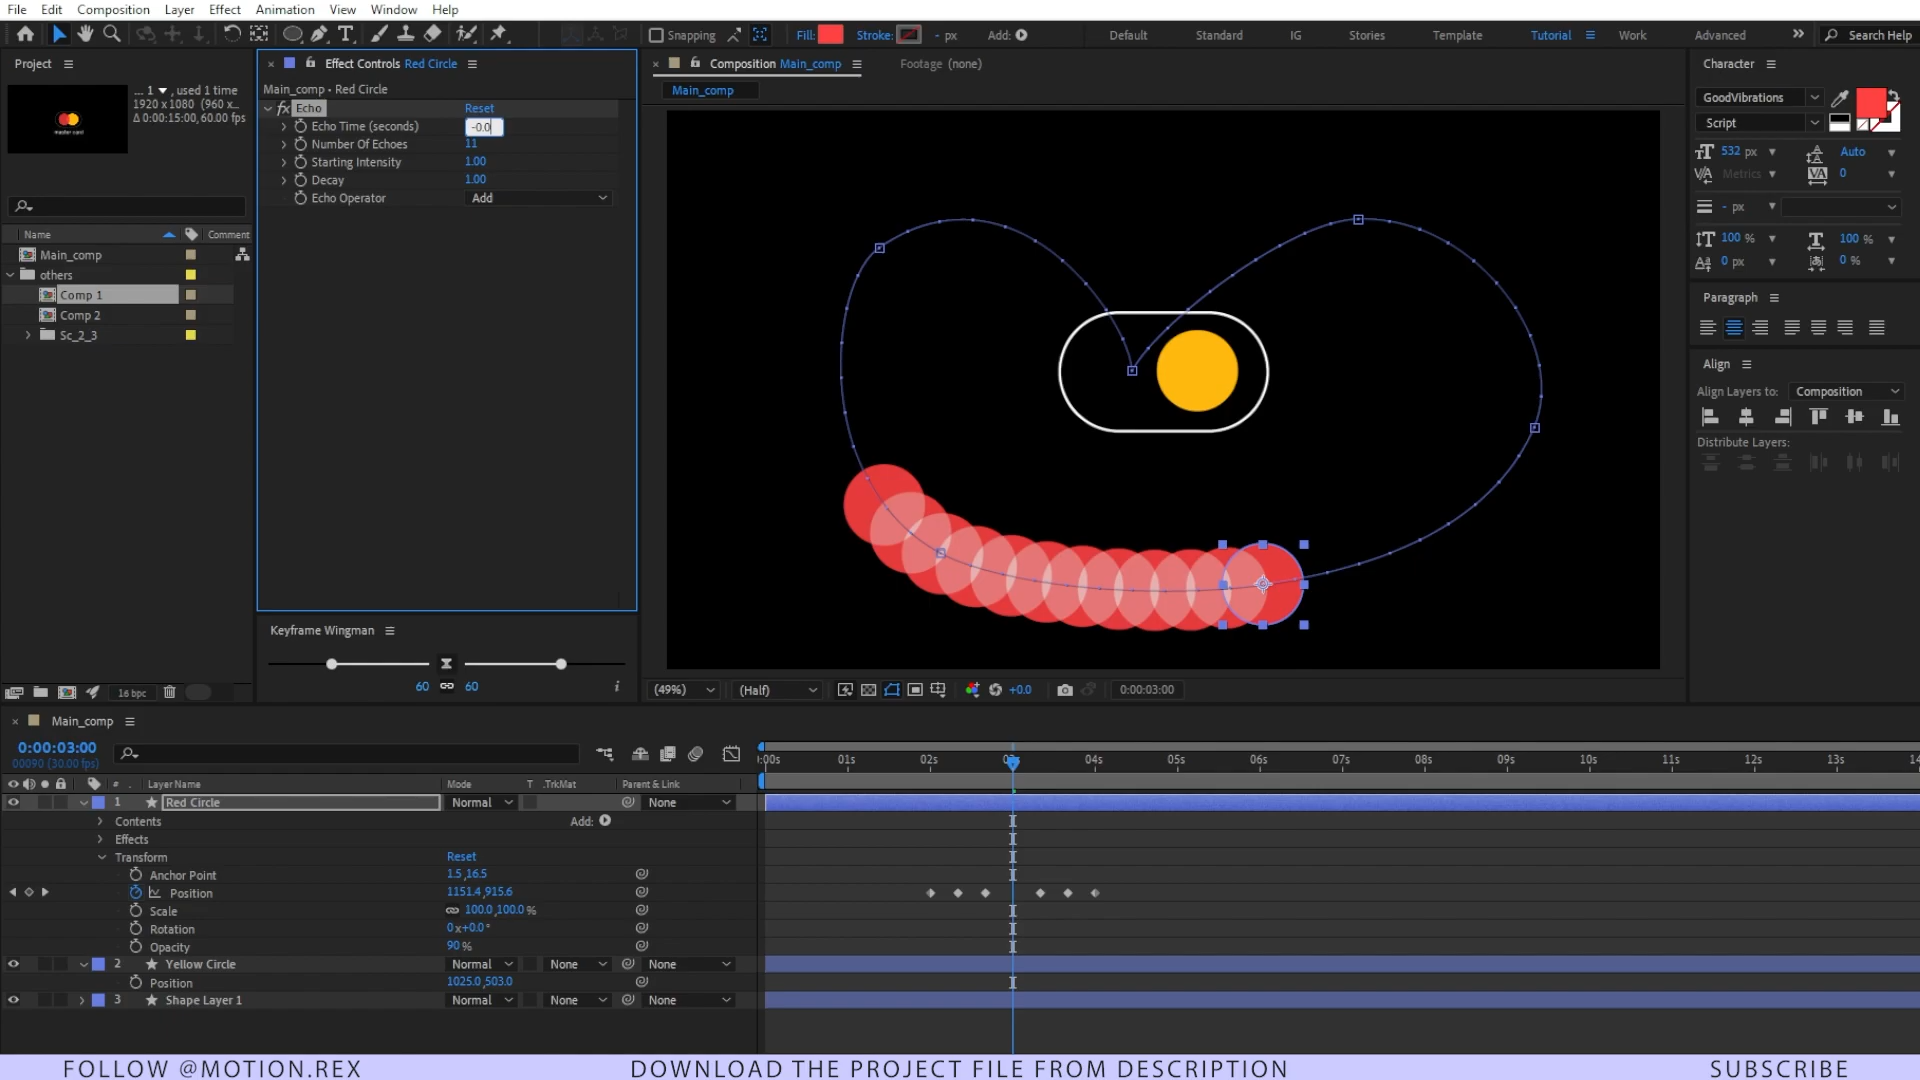 File Edit Composition Layer Effect Animation View Window Help
Snapping Fill: Stroke: - px Add: Default Standard IG Stories Template Tutorial Work Advanced Search Help
Project
... 1, used 1 time
1920 x 1080 (960 x...
Δ 0:00:15:00, 60.00 fps
master card
Name Comment
Main_comp
others
Comp 1
Comp 2
Sc_2_3
16 bpc
Effect Controls Red Circle
Main_comp • Red Circle
fx Echo Reset
Echo Time (seconds) -0.0
Number Of Echoes 11
Starting Intensity 1.00
Decay 1.00
Echo Operator Add
Keyframe Wingman
60 60 i
Composition Main_comp Footage (none)
Main_comp
(49%) (Half) +0.0 0:00:03:00
Character
GoodVibrations
Script
532 px Auto
Metrics 0
- px
100 % 100 %
0 px 0 %
Paragraph
Align
Align Layers to: Composition
Distribute Layers:
Main_comp
0:00:03:00
00090 (30.00 fps)
:00s 01s 02s 03s 04s 05s 06s 07s 08s 09s 10s 11s 12s 13s 14
# Layer Name Mode T .TrkMat Parent & Link
1 Red Circle Normal None
Contents Add:
Effects
Transform Reset
Anchor Point 1.5,16.5
Position 1151.4,915.6
Scale 100.0,100.0 %
Rotation 0x+0.0°
Opacity 90 %
2 Yellow Circle Normal None None
Position 1025.0,503.0
3 Shape Layer 1 Normal None None
FOLLOW @MOTION.REX DOWNLOAD THE PROJECT FILE FROM DESCRIPTION SUBSCRIBE